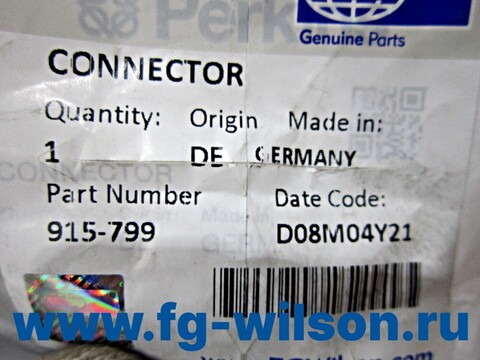 Perk
Genuine Parts
CONNECTOR
Quantity: Origin Made in:
1 DE GERMANY
Part Number Date Code:
915-799 D08M04Y21
www.fg-wilson.ru